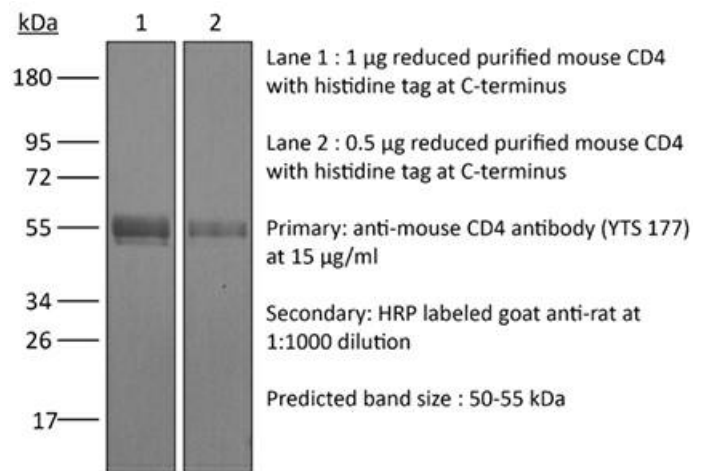 kDa
1 2
180
95
72
55
34
26
17
Lane 1 : 1 µg reduced purified mouse CD4
with histidine tag at C-terminus
Lane 2 : 0.5 µg reduced purified mouse CD4
with histidine tag at C-terminus
Primary: anti-mouse CD4 antibody (YTS 177)
at 15 µg/ml
Secondary: HRP labeled goat anti-rat at
1:1000 dilution
Predicted band size : 50-55 kDa